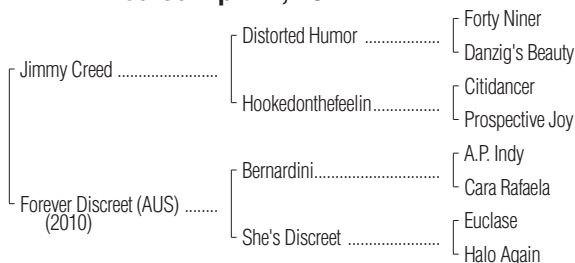 Forty Niner
Distorted Humor ..................
Danzig's Beauty
Jimmy Creed ........................
Citidancer
Hookedonthefeelin................
Prospective Joy
A.P. Indy
Bernardini..............................
Cara Rafaela
Forever Discreet (AUS) ........
(2010)
Euclase
She's Discreet ......................
Halo Again